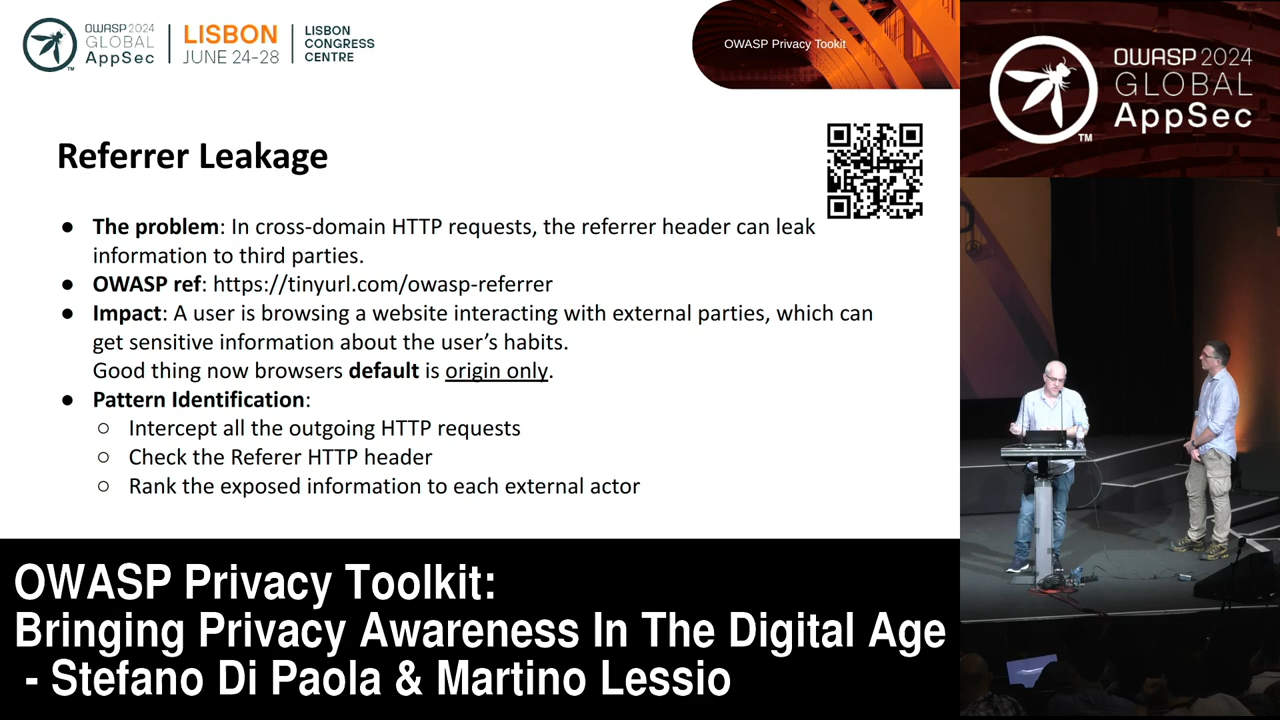 OWASP 2024
GLOBAL
AppSec
TM
LISBON
JUNE 24-28
LISBON
CONGRESS
CENTRE
OWASP Privacy Tookit
OWASP 2024
GLOBAL
AppSec
TM
Referrer Leakage
● The problem: In cross-domain HTTP requests, the referrer header can leak
information to third parties.
● OWASP ref: https://tinyurl.com/owasp-referrer
● Impact: A user is browsing a website interacting with external parties, which can
get sensitive information about the user’s habits.
Good thing now browsers default is origin only.
● Pattern Identification:
○ Intercept all the outgoing HTTP requests
○ Check the Referer HTTP header
○ Rank the exposed information to each external actor
OWASP Privacy Toolkit:
Bringing Privacy Awareness In The Digital Age
- Stefano Di Paola & Martino Lessio